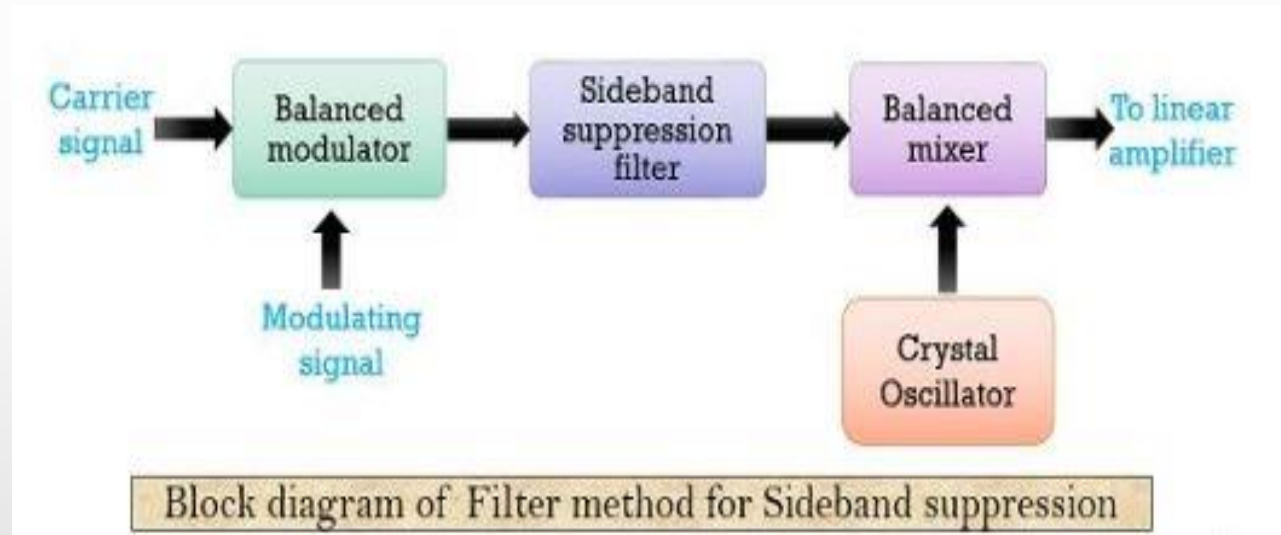 Carrier
signal
Balanced
modulator
Sideband
suppression
filter
Balanced
mixer
To linear
amplifier
Modulating
signal
Crystal
Oscillator
Block diagram of Filter method for Sideband suppression